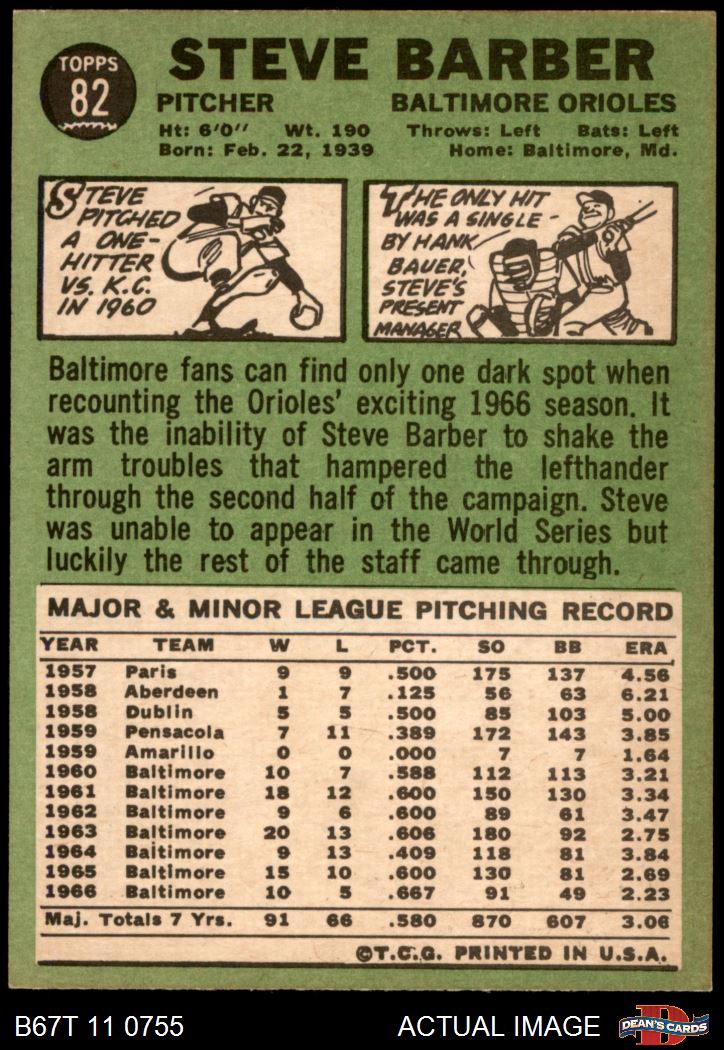 TOPPS
82
STEVE BARBER
PITCHER BALTIMORE ORIOLES
Ht: 6'0" Wt. 190 Throws: Left Bats: Left
Born: Feb. 22, 1939 Home: Baltimore, Md.
STEVE
PITCHED
A ONE-
HITTER
VS. K.C.
IN 1960
THE ONLY HIT
WAS A SINGLE -
BY HANK
BAUER,
STEVE'S
PRESENT
MANAGER
Baltimore fans can find only one dark spot when
recounting the Orioles' exciting 1966 season. It
was the inability of Steve Barber to shake the
arm troubles that hampered the lefthander
through the second half of the campaign. Steve
was unable to appear in the World Series but
luckily the rest of the staff came through.
MAJOR & MINOR LEAGUE PITCHING RECORD
YEAR TEAM W L PCT. SO BB ERA
1957 Paris 9 9 .500 175 137 4.56
1958 Aberdeen 1 7 .125 56 63 6.21
1958 Dublin 5 5 .500 85 103 5.00
1959 Pensacola 7 11 .389 172 143 3.85
1959 Amarillo 0 0 .000 7 7 1.64
1960 Baltimore 10 7 .588 112 113 3.21
1961 Baltimore 18 12 .600 150 130 3.34
1962 Baltimore 9 6 .600 89 61 3.47
1963 Baltimore 20 13 .606 180 92 2.75
1964 Baltimore 9 13 .409 118 81 3.84
1965 Baltimore 15 10 .600 130 81 2.69
1966 Baltimore 10 5 .667 91 49 2.23
Maj. Totals 7 Yrs. 91 66 .580 870 607 3.06
©T.C.G. PRINTED IN U.S.A.
B67T 11 0755 ACTUAL IMAGE DEAN'S CARDS